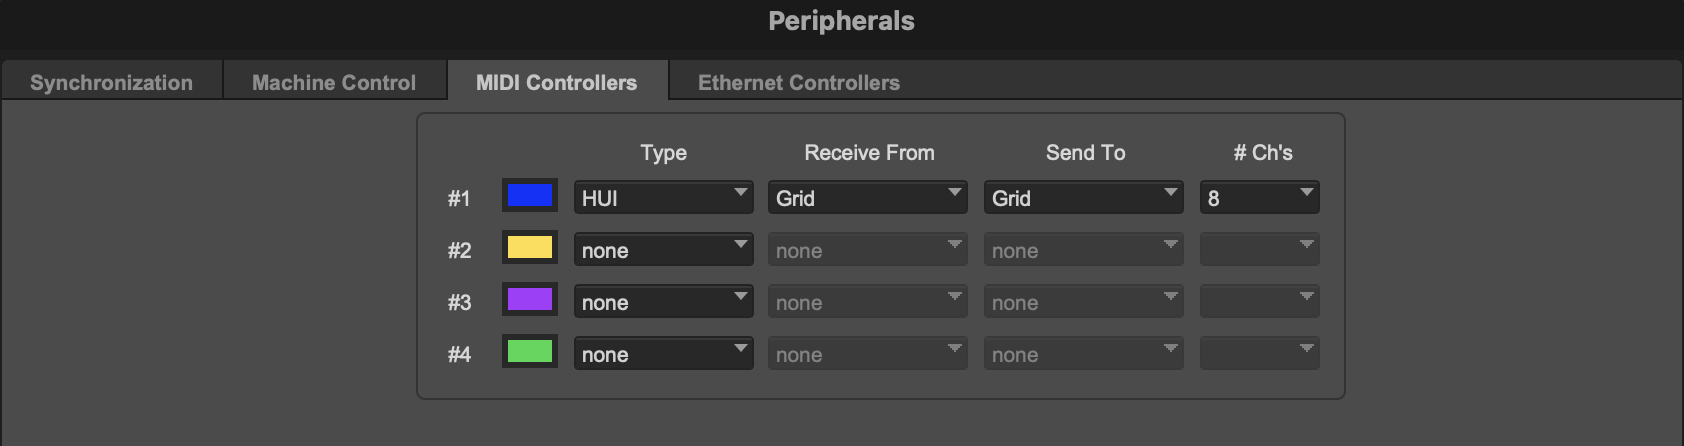 Peripherals
Synchronization Machine Control MIDI Controllers Ethernet Controllers
Type Receive From Send To # Ch's
#1 HUI Grid Grid 8
#2 none none none
#3 none none none
#4 none none none